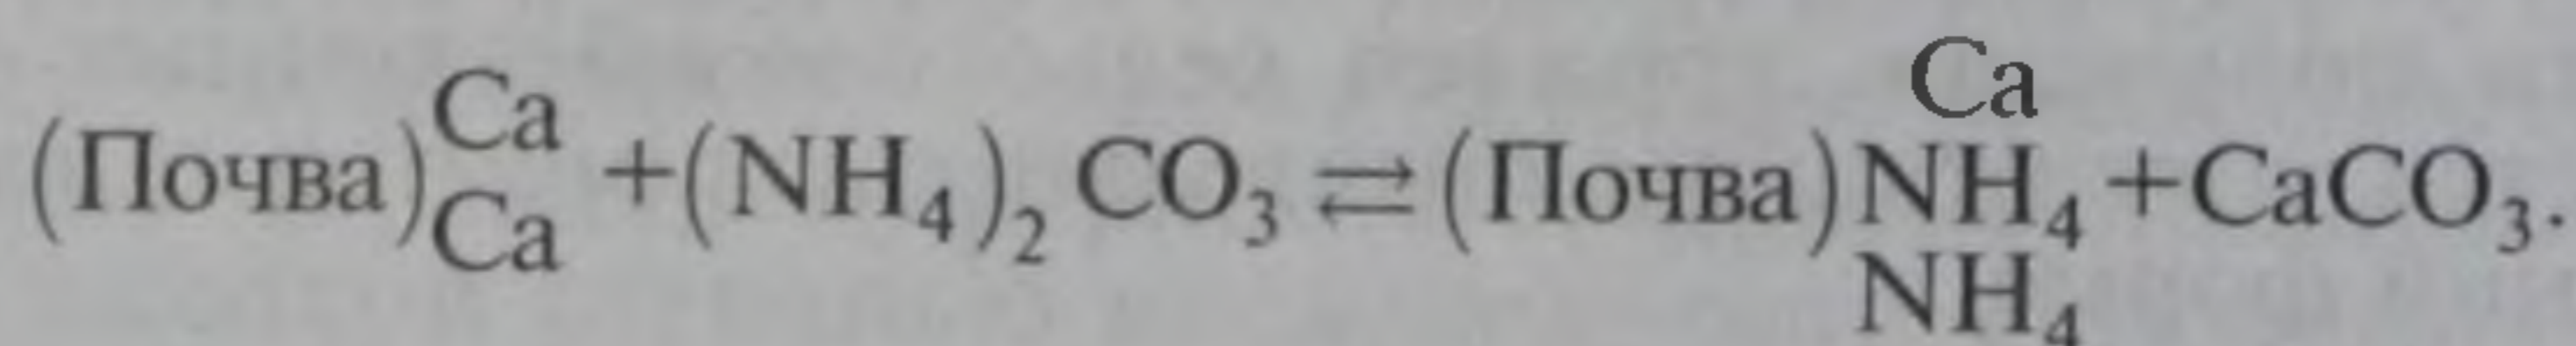 (Почва) Ca Ca + (NH₄)₂ CO₃ ⇄ (Почва) Ca NH₄ NH₄ + CaCO₃.